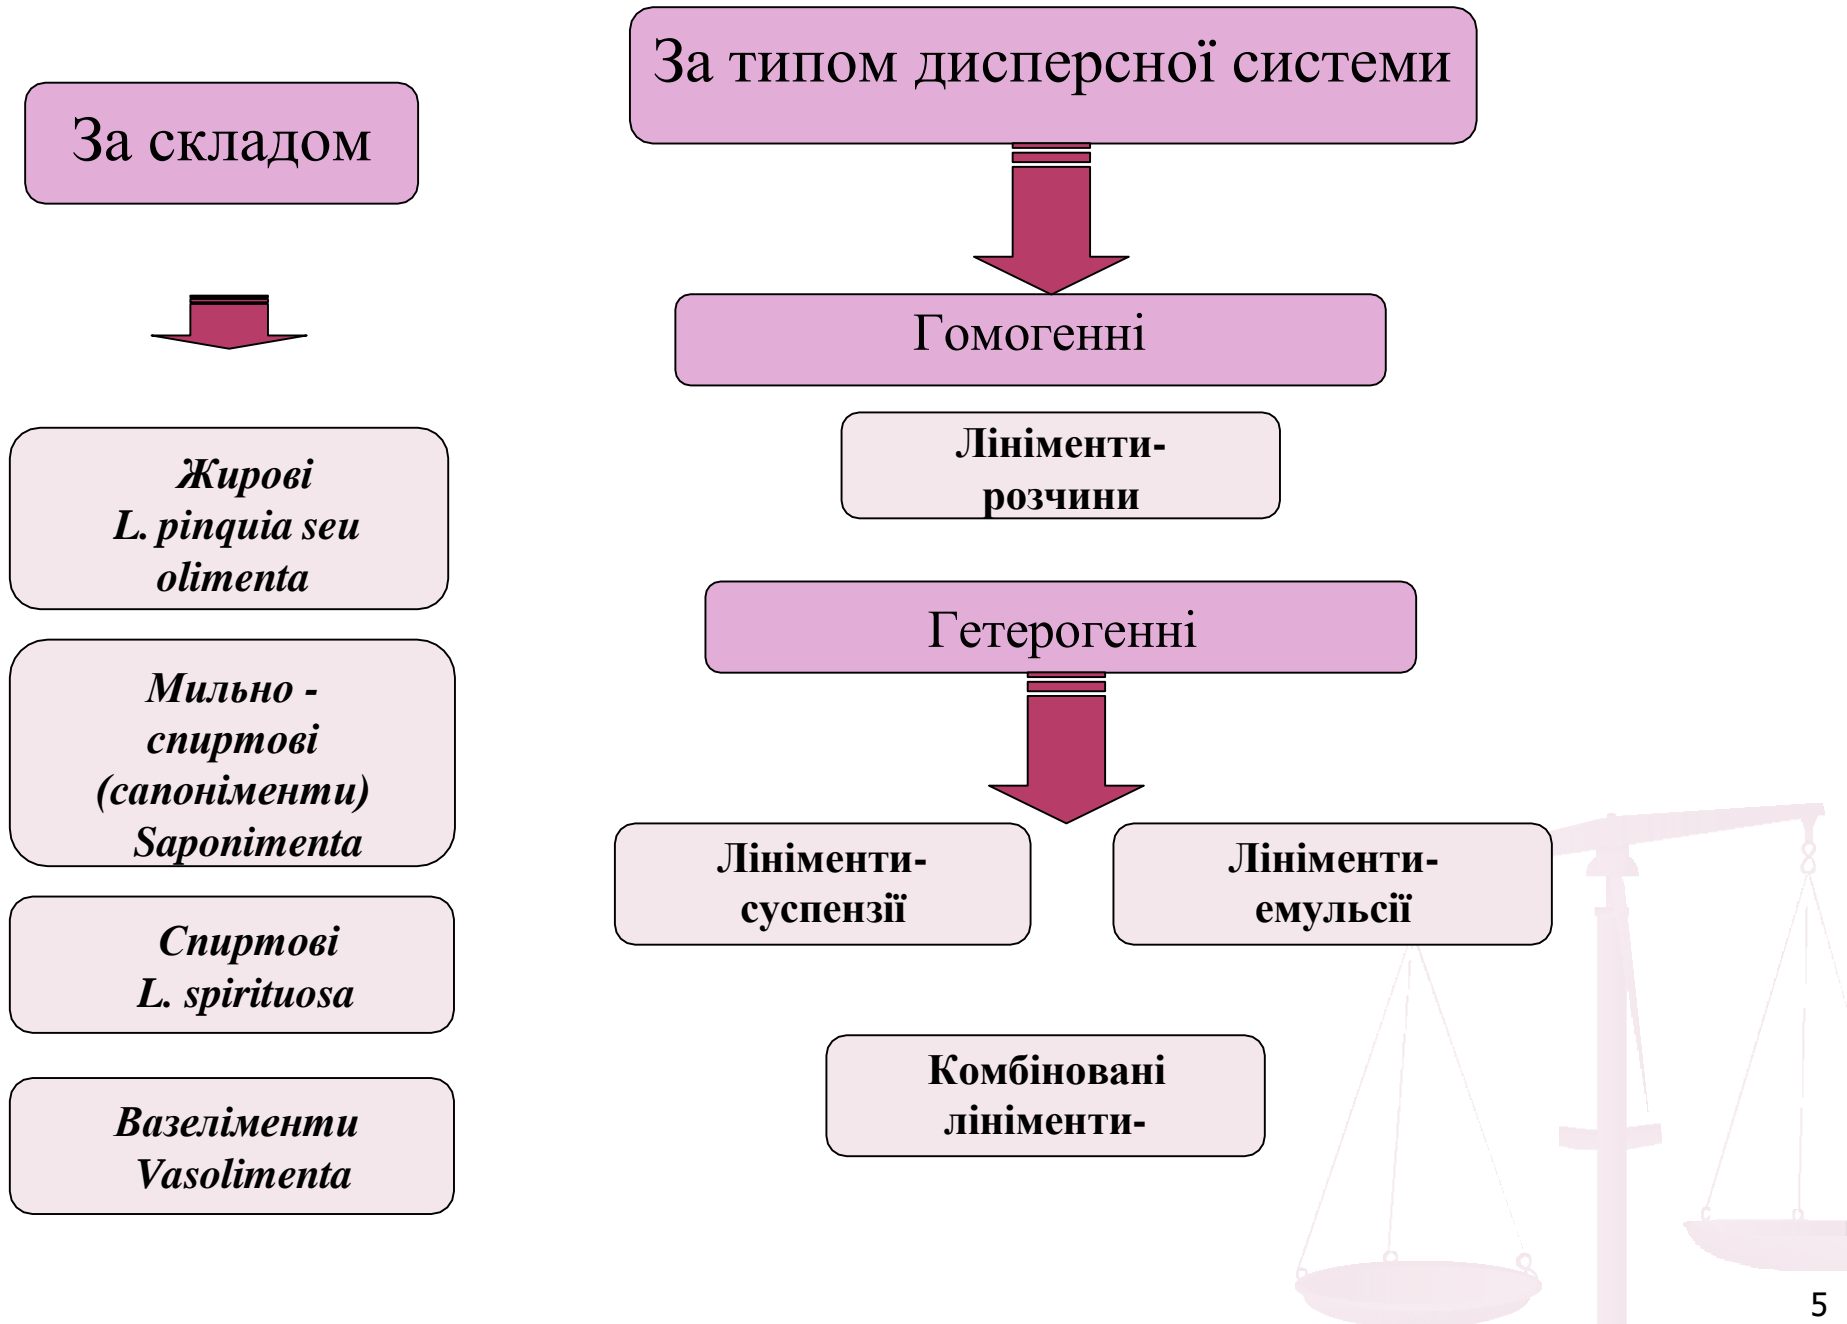 За складом
Жирові
L. pinquia seu
olimenta
Мильно -
спиртові
(сапоніменти)
Saponimenta
Спиртові
L. spirituosa
Вазеліменти
Vasolimenta
За типом дисперсної системи
Гомогенні
Лініменти-
розчини
Гетерогенні
Лініменти-
суспензії
Лініменти-
емульсії
Комбіновані
лініменти-
5